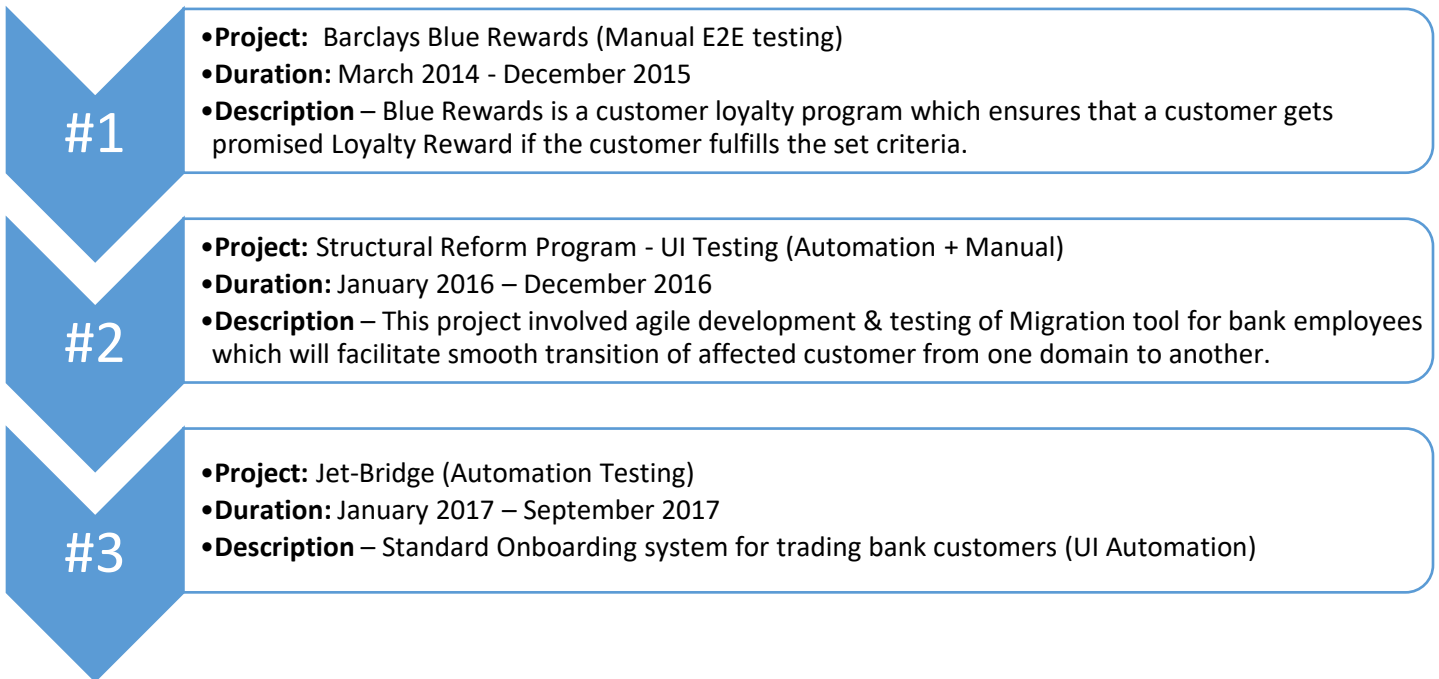 #1
•Project: Barclays Blue Rewards (Manual E2E testing)
•Duration: March 2014 - December 2015
•Description – Blue Rewards is a customer loyalty program which ensures that a customer gets
promised Loyalty Reward if the customer fulfills the set criteria.
#2
•Project: Structural Reform Program - UI Testing (Automation + Manual)
•Duration: January 2016 – December 2016
•Description – This project involved agile development & testing of Migration tool for bank employees
which will facilitate smooth transition of affected customer from one domain to another.
#3
•Project: Jet-Bridge (Automation Testing)
•Duration: January 2017 – September 2017
•Description – Standard Onboarding system for trading bank customers (UI Automation)